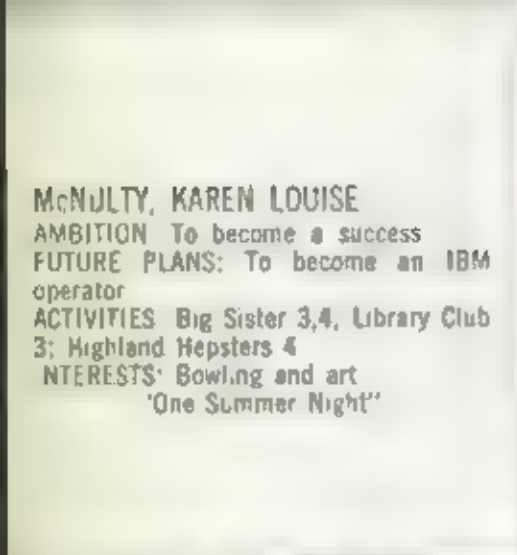 McNULTY, KAREN LOUISE
AMBITION To become a success
FUTURE PLANS: To become an IBM
operator
ACTIVITIES Big Sister 3,4, Library Club
3; Highland Hepsters 4
NTERESTS: Bowling and art
'One Summer Night"